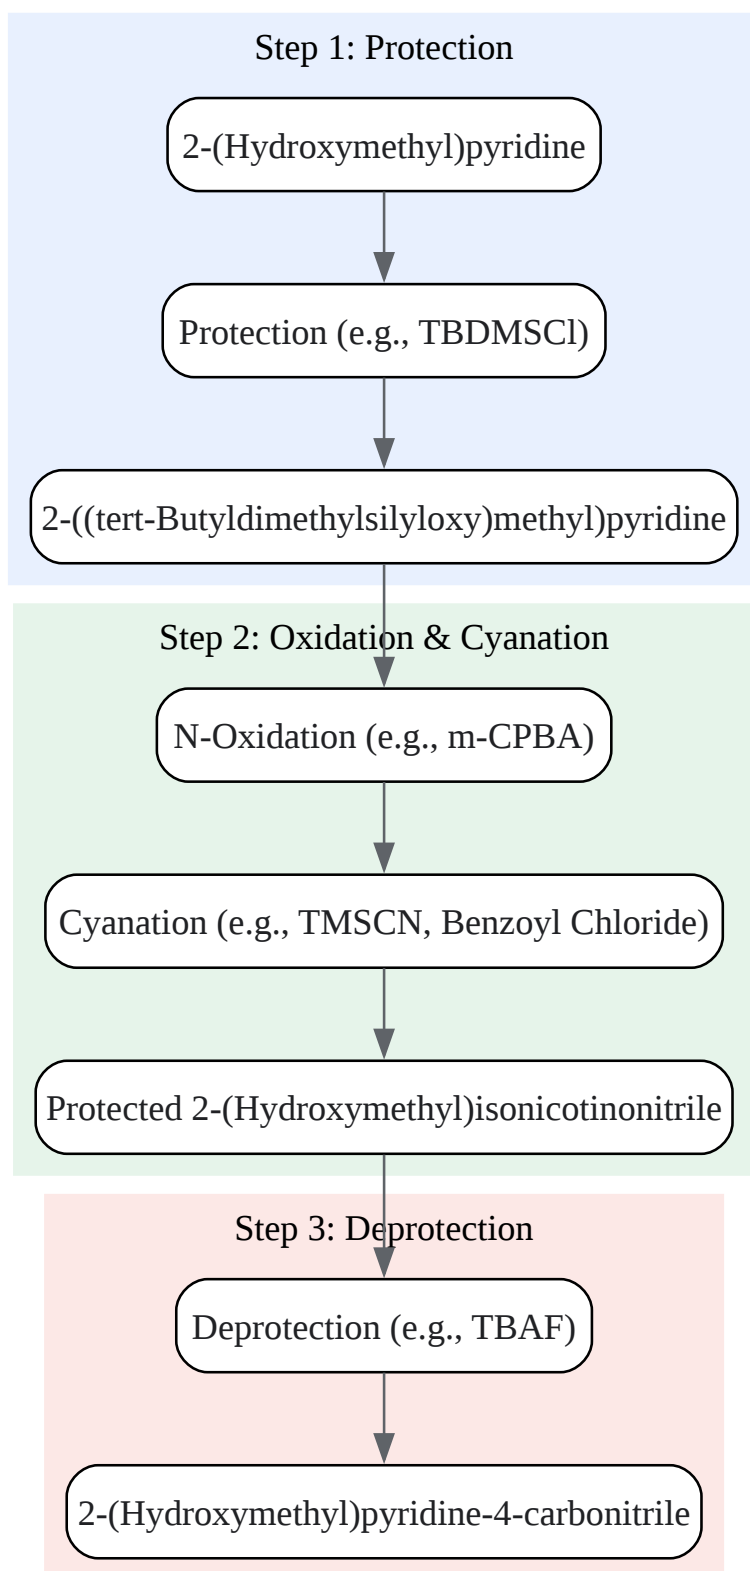 Step 1: Protection
2-(Hydroxymethyl)pyridine
Protection (e.g., TBDMSCl)
2-((tert-Butyldimethylsilyloxy)methyl)pyridine
Step 2: Oxidation & Cyanation
N-Oxidation (e.g., m-CPBA)
Cyanation (e.g., TMSCN, Benzoyl Chloride)
Protected 2-(Hydroxymethyl)isonicotinonitrile
Step 3: Deprotection
Deprotection (e.g., TBAF)
2-(Hydroxymethyl)pyridine-4-carbonitrile